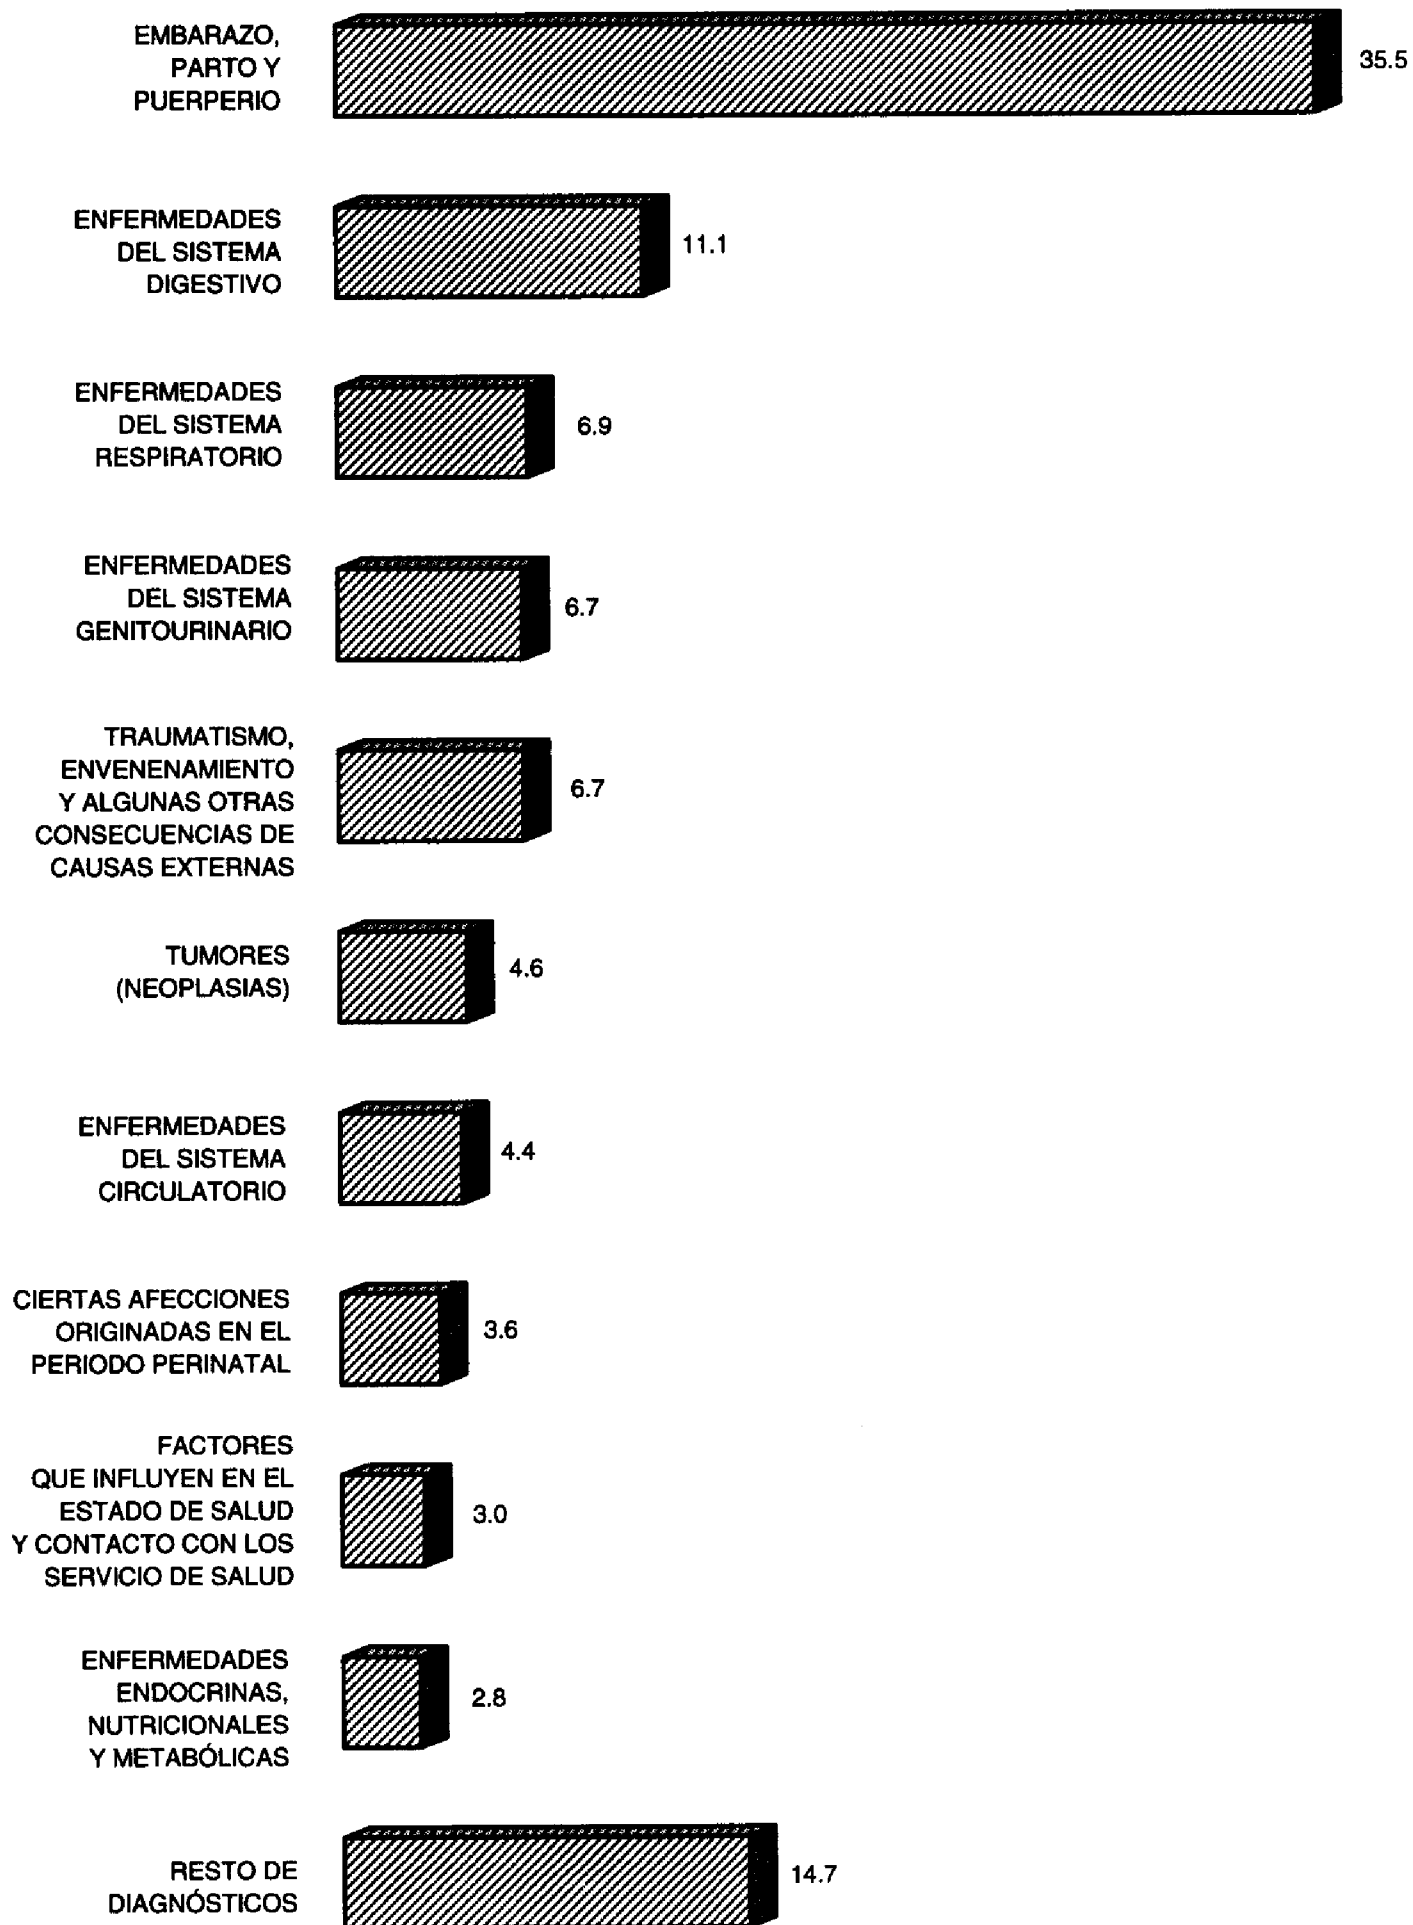 EMBARAZO,
PARTO Y
PUERPERIO
35.5
ENFERMEDADES
DEL SISTEMA
DIGESTIVO
11.1
ENFERMEDADES
DEL SISTEMA
RESPIRATORIO
6.9
ENFERMEDADES
DEL SISTEMA
GENITOURINARIO
6.7
TRAUMATISMO,
ENVENENAMIENTO
Y ALGUNAS OTRAS
CONSECUENCIAS DE
CAUSAS EXTERNAS
6.7
TUMORES
(NEOPLASIAS)
4.6
ENFERMEDADES
DEL SISTEMA
CIRCULATORIO
4.4
CIERTAS AFECCIONES
ORIGINADAS EN EL
PERIODO PERINATAL
3.6
FACTORES
QUE INFLUYEN EN EL
ESTADO DE SALUD
Y CONTACTO CON LOS
SERVICIO DE SALUD
3.0
ENFERMEDADES
ENDOCRINAS,
NUTRICIONALES
Y METABÓLICAS
2.8
RESTO DE
DIAGNÓSTICOS
14.7